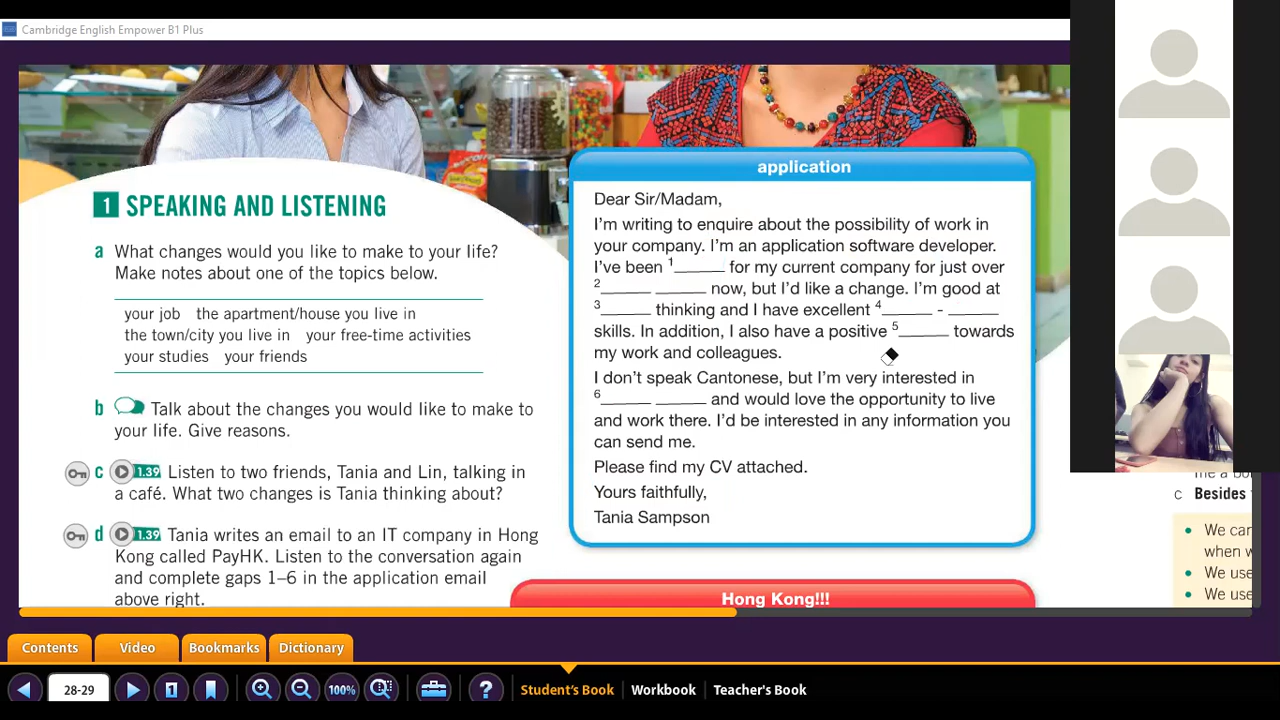 Cambridge English Empower B1 Plus
1 SPEAKING AND LISTENING
a What changes would you like to make to your life?
Make notes about one of the topics below.
your job the apartment/house you live in
the town/city you live in your free-time activities
your studies your friends
b Talk about the changes you would like to make to
your life. Give reasons.
c 1.39 Listen to two friends, Tania and Lin, talking in
a café. What two changes is Tania thinking about?
d 1.39 Tania writes an email to an IT company in Hong
Kong called PayHK. Listen to the conversation again
and complete gaps 1–6 in the application email
above right.
application
Dear Sir/Madam,
I'm writing to enquire about the possibility of work in
your company. I'm an application software developer.
I've been 1______ for my current company for just over
2______ ______ now, but I'd like a change. I'm good at
3______ thinking and I have excellent 4______ - ______
skills. In addition, I also have a positive 5______ towards
my work and colleagues.
I don't speak Cantonese, but I'm very interested in
6______ ______ and would love the opportunity to live
and work there. I'd be interested in any information you
can send me.
Please find my CV attached.
Yours faithfully,
Tania Sampson
Hong Kong!!!
c Besides
We can
when w
We use
We use
Contents Video Bookmarks Dictionary
28-29 1 100% ? Student's Book Workbook Teacher's Book